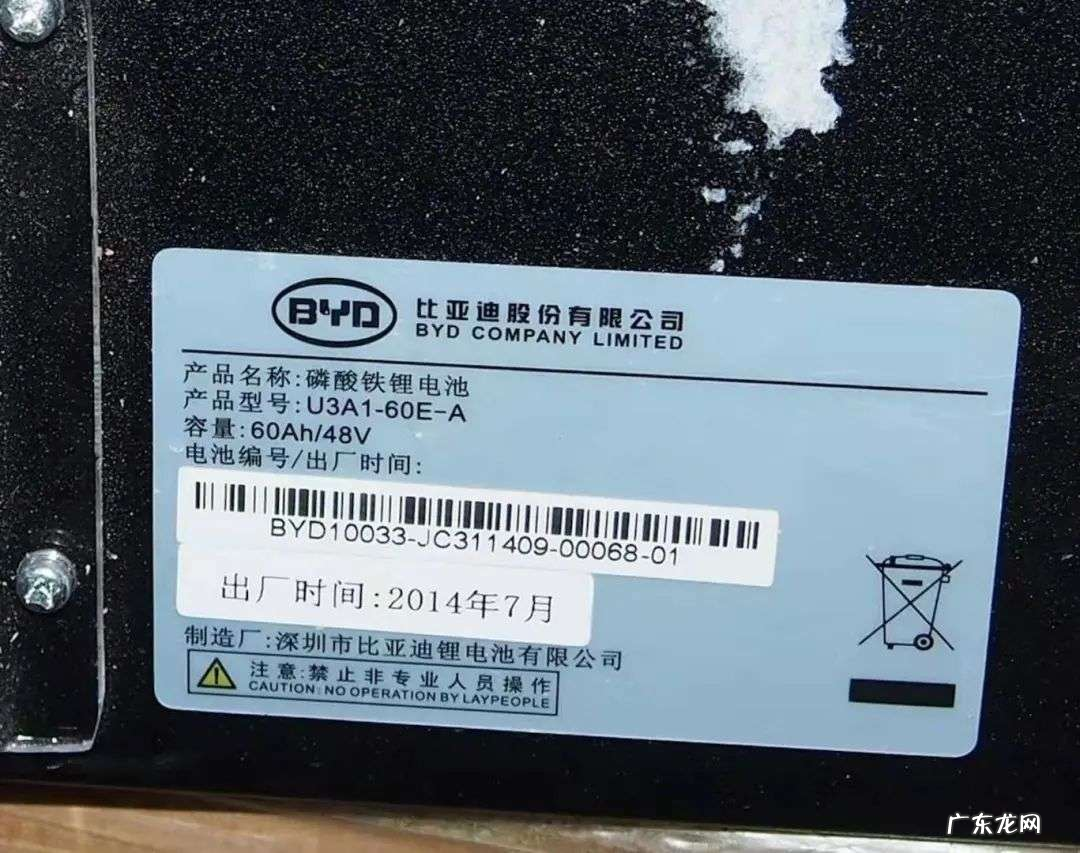 BYD 比亚迪股份有限公司
BYD COMPANY LIMITED
产品名称:磷酸铁锂电池
产品型号:U3A1-60E-A
容量:60Ah/48V
电池编号/出厂时间:
BYD10033-JC311409-00068-01
出厂时间:2014年7月
制造厂:深圳市比亚迪锂电池有限公司
注意:禁止非专业人员操作
CAUTION:NO OPERATION BY LAYPEOPLE
广东龙网